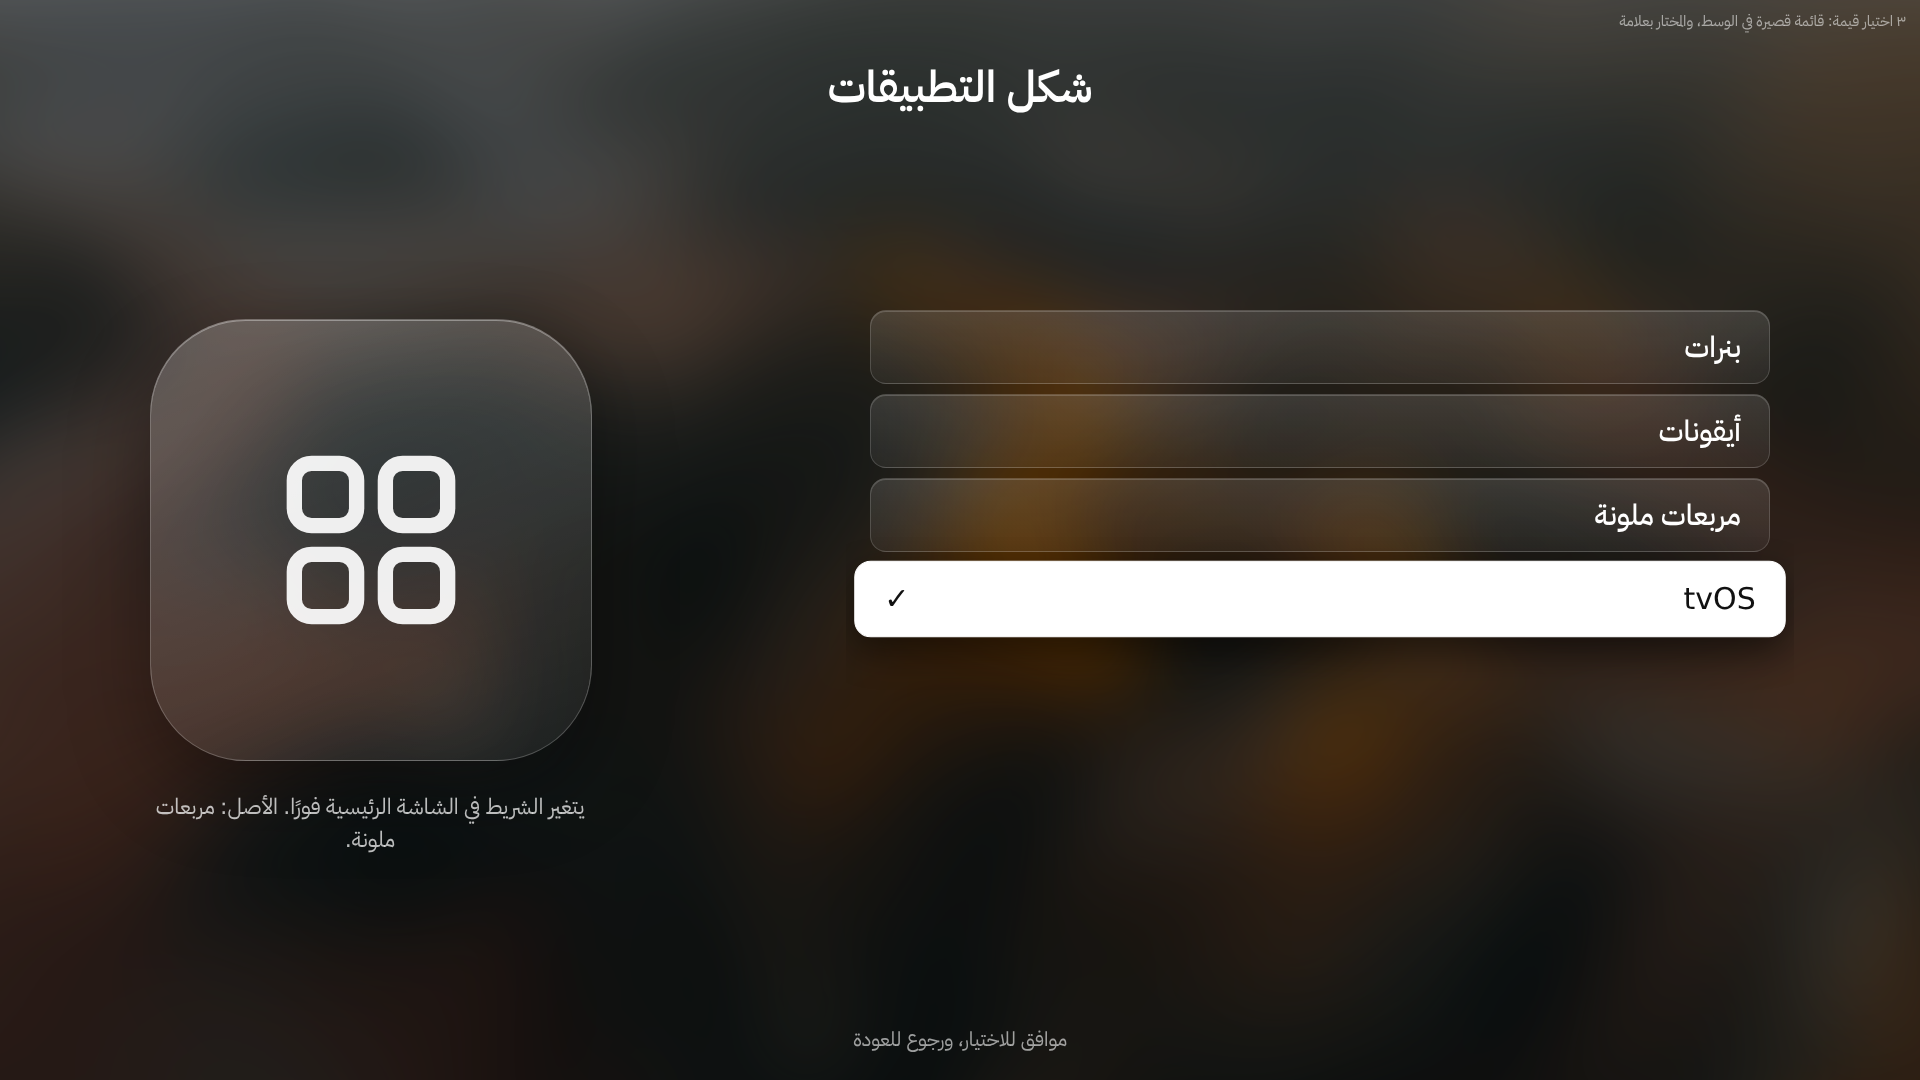 ٣ اختيار قيمة: قائمة قصيرة في الوسط، والمختار بعلامة
شكل التطبيقات
بنرات
أيقونات
مربعات ملونة
tvOS ✓
يتغير الشريط في الشاشة الرئيسية فورًا. الأصل: مربعات
ملونة.
موافق للاختيار، ورجوع للعودة